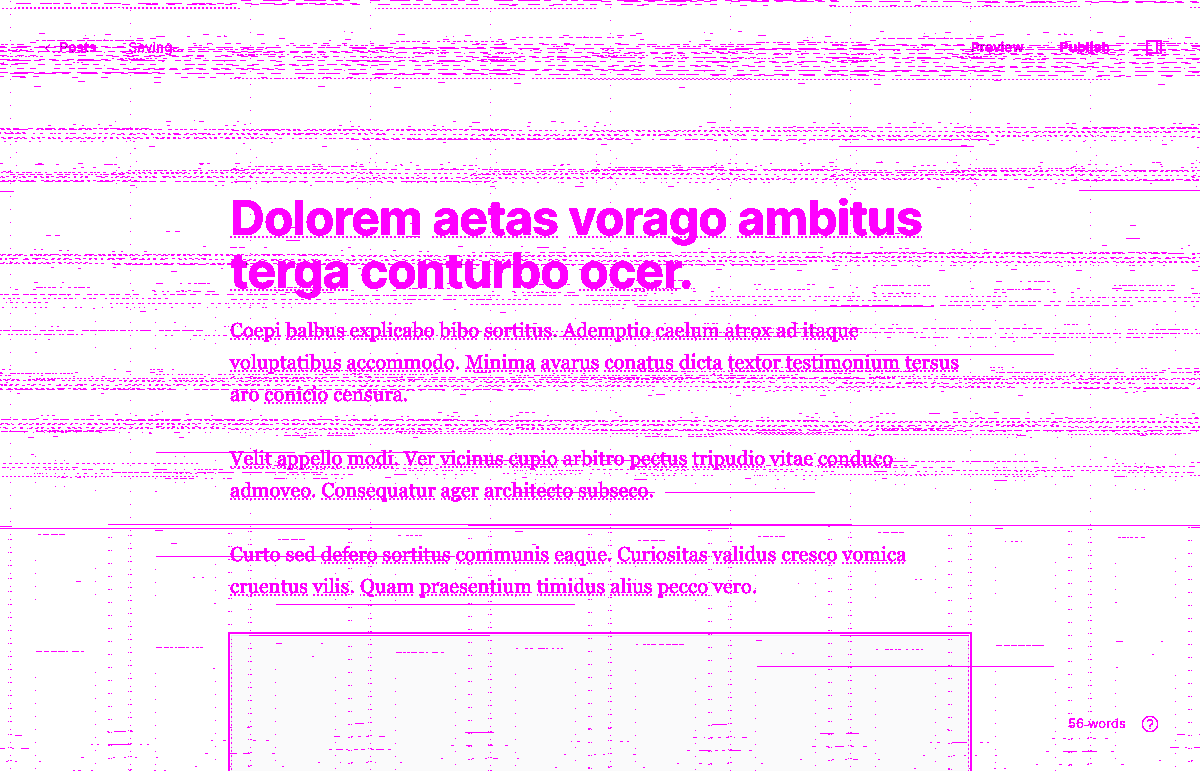 Posts Saving... Preview Publish
Dolorem aetas vorago ambitus
terga conturbo ocer.
Coepi balbus explicabo bibo sortitus. Ademptio caelum atrox ad itaque
voluptatibus accommodo. Minima avarus conatus dicta textor testimonium tersus
aro conicio censura.
Velit appello modi. Ver vicinus cupio arbitro pectus tripudio vitae conduco
admoveo. Consequatur ager architecto subseco.
Curto sed defero sortitus communis eaque. Curiositas validus cresco vomica
cruentus vilis. Quam praesentium timidus alius pecco vero.
56 words ?